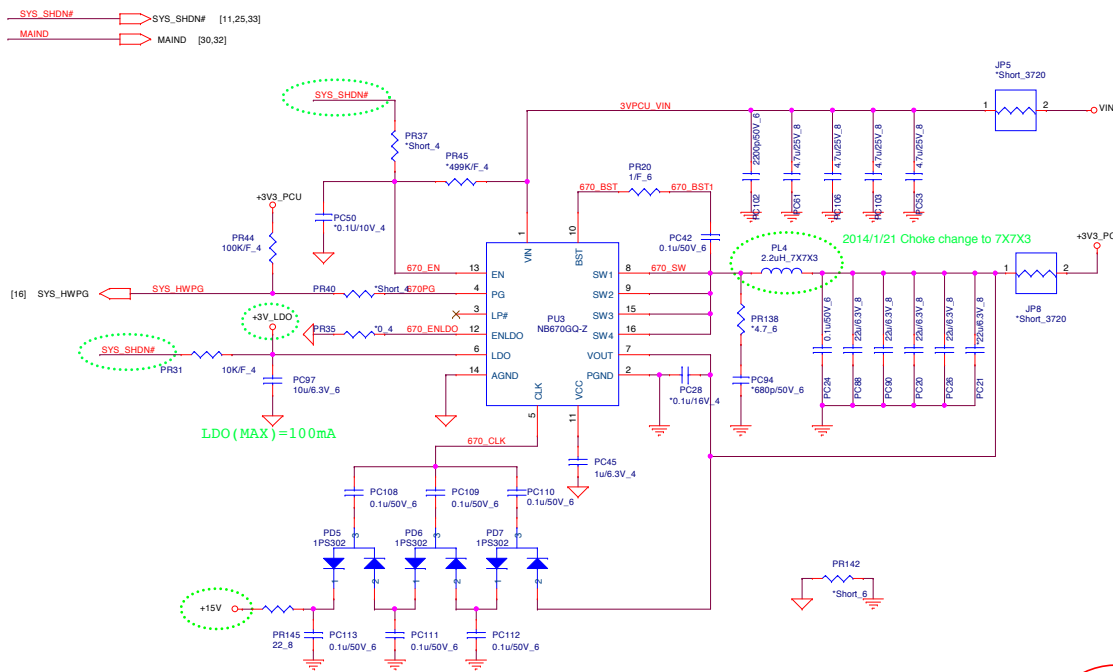 SYS_SHDN# SYS_SHDN# [11,25,33]
MAIND MAIND [30,32]
JP5
*Short_3720
SYS_SHDN#
3VPCU_VIN 1 2 VIN
PR37
*Short_4
PR45
*499K/F_4
2200p/50V_6
4.7u/25V_8
4.7u/25V_8
4.7u/25V_8
4.7u/25V_8
PC102
PC61
PC106
PC103
PC53
PR20
1/F_6
670_BST 670_BST1
+3V3_PCU
PR44
100K/F_4
PC50
*0.1U/10V_4
1
10
PC42
0.1u/50V_6
2014/1/21 Choke change to 7X7X3
+3V3_PC
PL4
2.2uH_7X7X3
VIN
BST
670_EN 13 EN
SW1 8 670_SW
1 2
JP8
*Short_3720
[16] SYS_HWPG
PR40 *Short_4 670PG 4 PG
SW2 9
3 LP#
PU3
NB670GQ-Z
SW3 15
+3V_LDO
PR35 *0_4 670_ENLDO 12 ENLDO
SW4 16
SYS_SHDN#
PR31 10K/F_4
6 LDO
VOUT 7
14 AGND
PGND 2
CLK
VCC
5
11
PC97
10u/6.3V_6
LDO(MAX)=100mA
PC28
*0.1u/16V_4
PR138
*4.7_6
PC94
*680p/50V_6
0.1u/50V_6
22u/6.3V_8
22u/6.3V_8
22u/6.3V_8
22u/6.3V_8
*22u/6.3V_8
PC24
PC88
PC90
PC20
PC26
PC21
670_CLK
PC45
1u/6.3V_4
PC108
0.1u/50V_6
PC109
0.1u/50V_6
PC110
0.1u/50V_6
PD5
1PS302
PD6
1PS302
PD7
1PS302
3
3
3
1
2
1
2
1
2
+15V
PR145
22_8
PC113
0.1u/50V_6
PC111
0.1u/50V_6
PC112
0.1u/50V_6
PR142
*Short_6